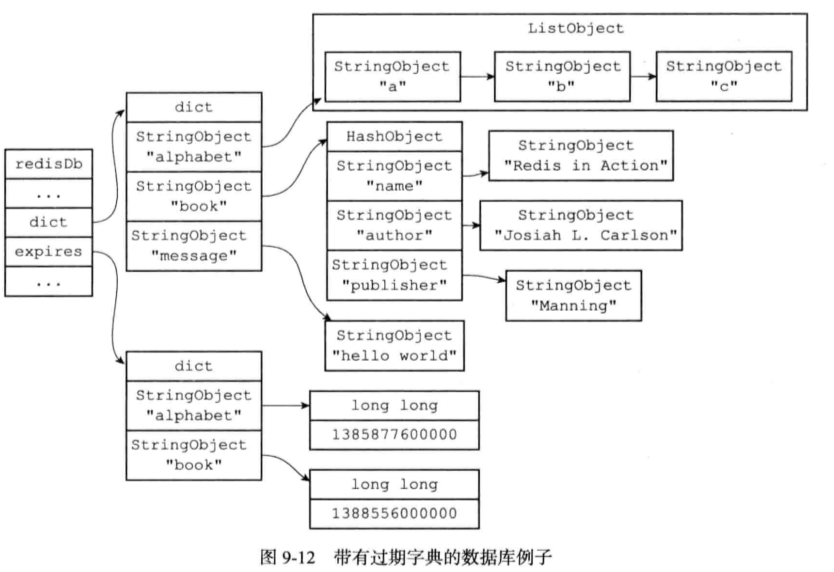 redisDb
...
dict
expires
...
dict
StringObject
"alphabet"
StringObject
"book"
StringObject
"message"
ListObject
StringObject
"a"
StringObject
"b"
StringObject
"c"
HashObject
StringObject
"name"
StringObject
"author"
StringObject
"publisher"
StringObject
"Redis in Action"
StringObject
"Josiah L. Carlson"
StringObject
"Manning"
StringObject
"hello world"
dict
StringObject
"alphabet"
StringObject
"book"
long long
1385877600000
long long
1388556000000
图 9-12 带有过期字典的数据库例子